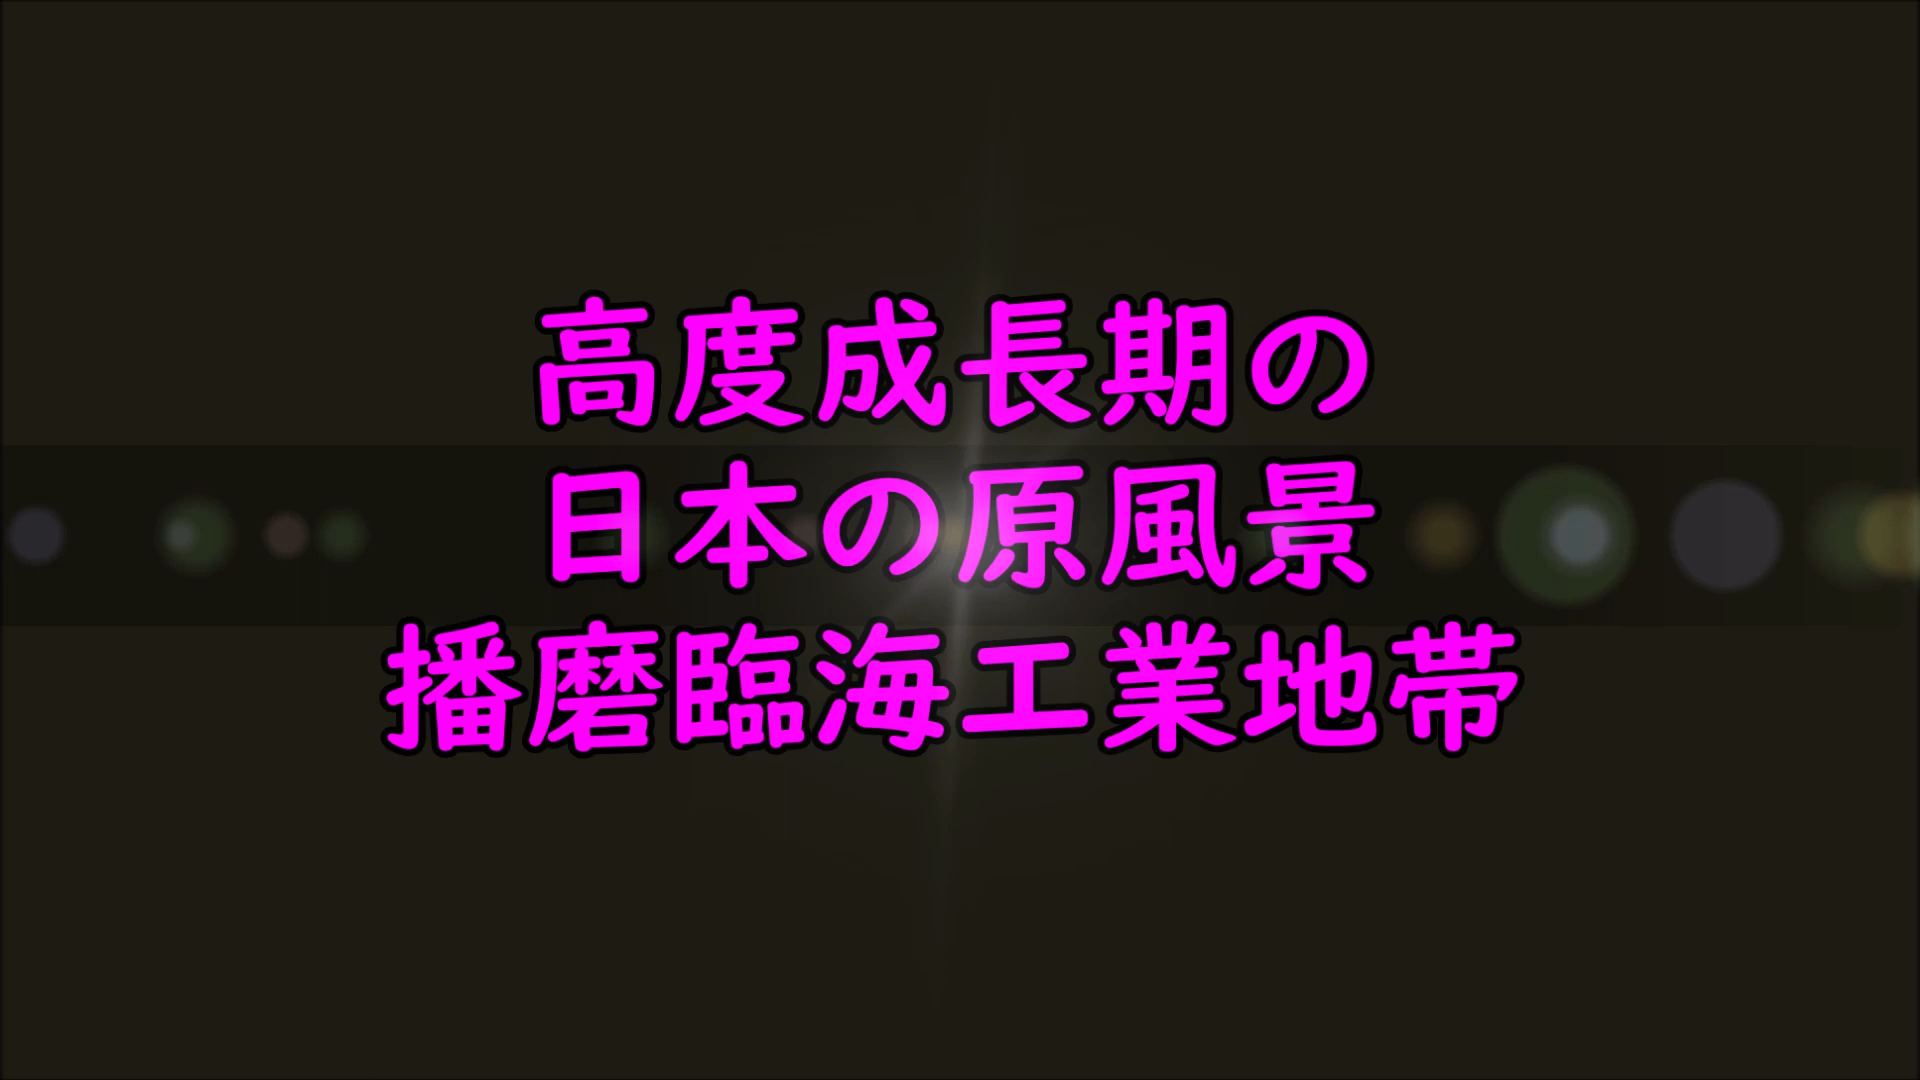 高度成長期の
日本の原風景
播磨臨海工業地帯